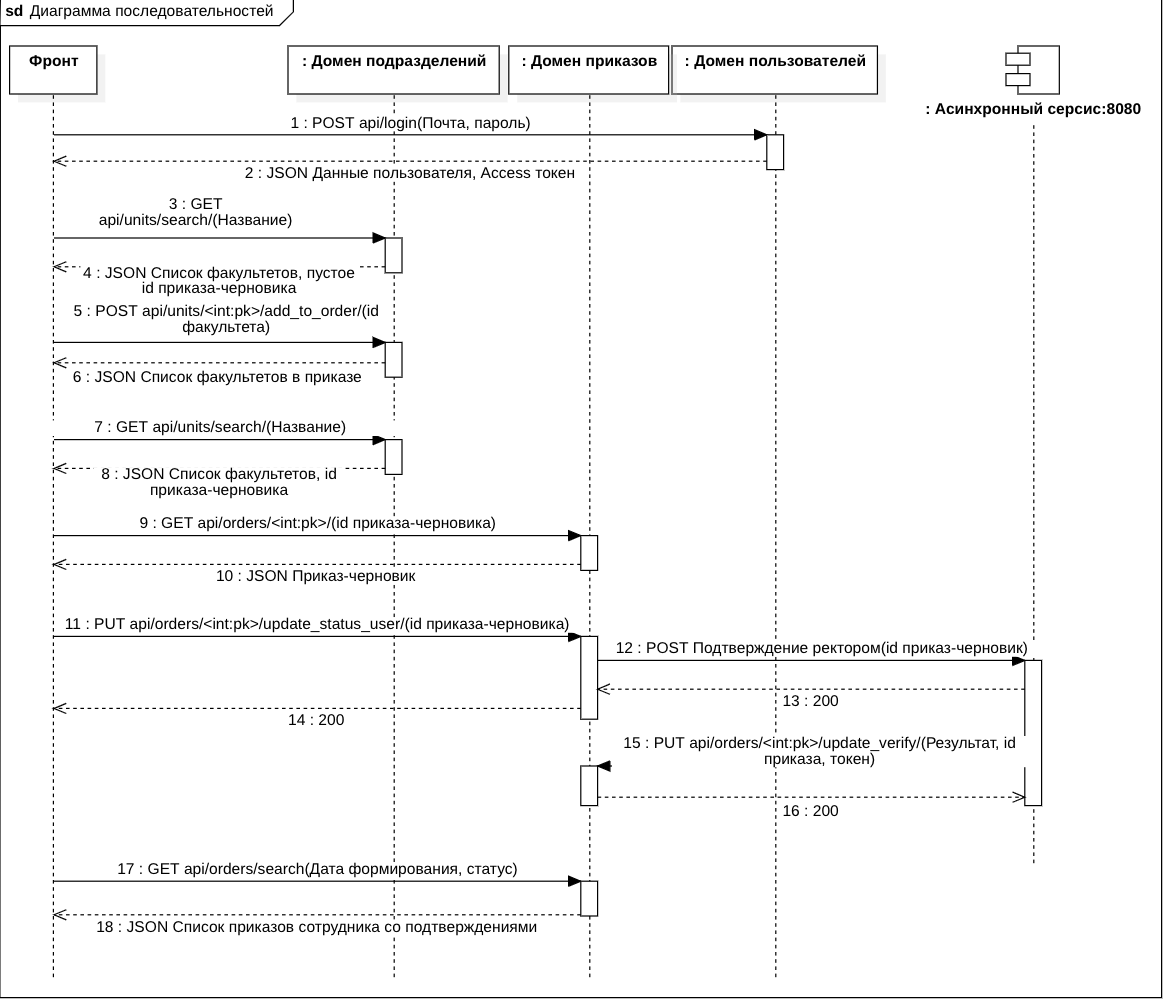 sd Диаграмма последовательностей
Фронт
: Домен подразделений
: Домен приказов
: Домен пользователей
: Асинхронный серсис:8080
1 : POST api/login(Почта, пароль)
2 : JSON Данные пользователя, Access токен
3 : GET
api/units/search/(Название)
4 : JSON Список факультетов, пустое
id приказа-черновика
5 : POST api/units/<int:pk>/add_to_order/(id
факультета)
6 : JSON Список факультетов в приказе
7 : GET api/units/search/(Название)
8 : JSON Список факультетов, id
приказа-черновика
9 : GET api/orders/<int:pk>/(id приказа-черновика)
10 : JSON Приказ-черновик
11 : PUT api/orders/<int:pk>/update_status_user/(id приказа-черновика)
12 : POST Подтверждение ректором(id приказ-черновик)
13 : 200
14 : 200
15 : PUT api/orders/<int:pk>/update_verify/(Результат, id
приказа, токен)
16 : 200
17 : GET api/orders/search(Дата формирования, статус)
18 : JSON Список приказов сотрудника со подтверждениями